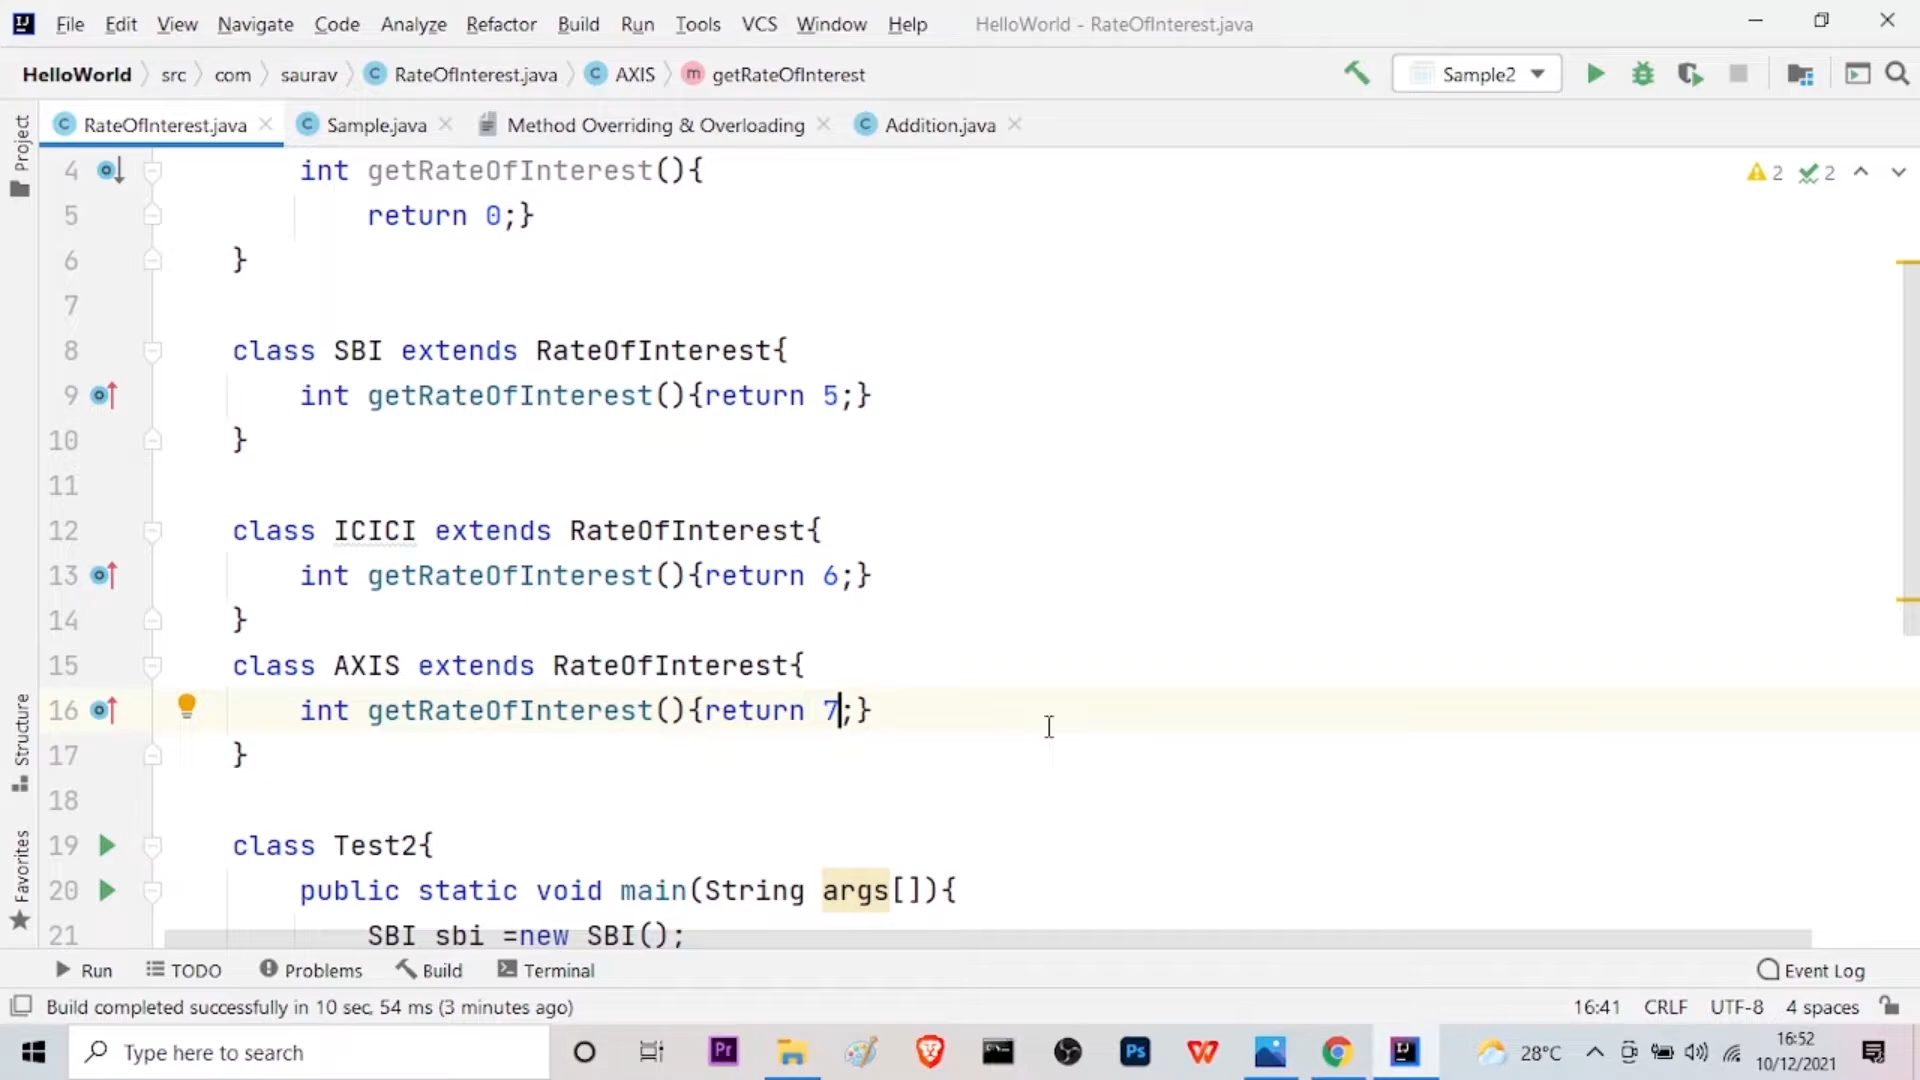 File Edit View Navigate Code Analyze Refactor Build Run Tools VCS Window Help HelloWorld - RateOfInterest.java
HelloWorld src com saurav RateOfInterest.java AXIS getRateOfInterest Sample2
RateOfInterest.java Sample.java Method Overriding & Overloading Addition.java
Project
Structure
Favorites
4 int getRateOfInterest(){
2 2
5 return 0;}
6 }
7
8 class SBI extends RateOfInterest{
9 int getRateOfInterest(){return 5;}
10 }
11
12 class ICICI extends RateOfInterest{
13 int getRateOfInterest(){return 6;}
14 }
15 class AXIS extends RateOfInterest{
16 int getRateOfInterest(){return 7;}
17 }
18
19 class Test2{
20 public static void main(String args[]){
21 SBI sbi =new SBI();
Run TODO Problems Build Terminal Event Log
Build completed successfully in 10 sec, 54 ms (3 minutes ago) 16:41 CRLF UTF-8 4 spaces
Type here to search Pr Ps 28°C 16:52
10/12/2021